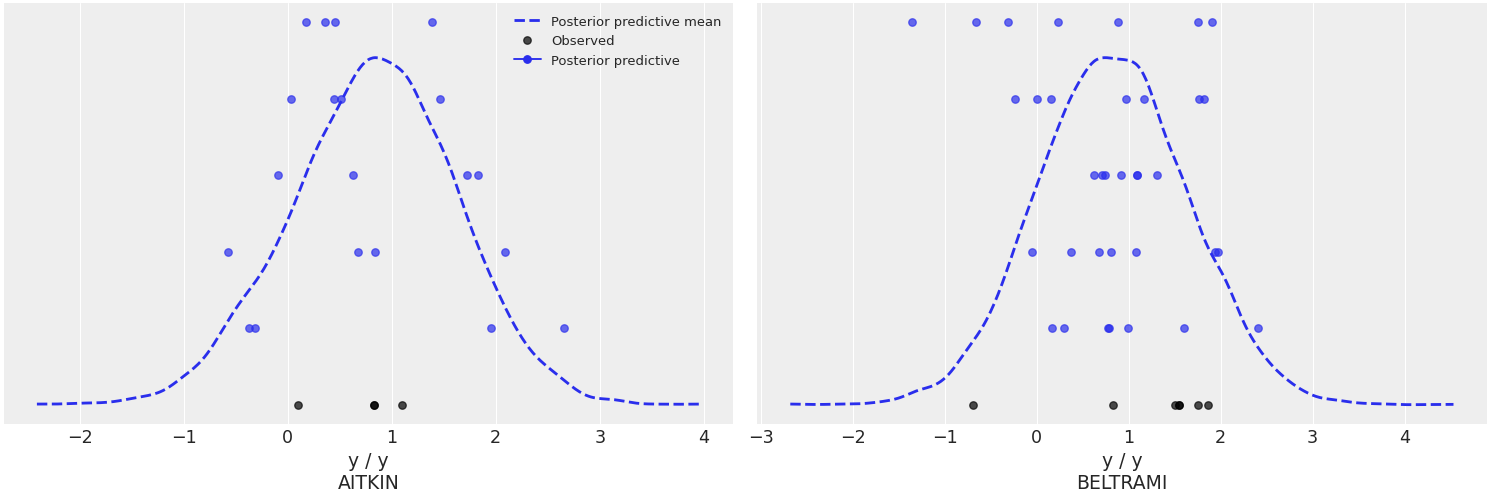 Posterior predictive mean
Observed
Posterior predictive
−2 −1 0 1 2 3 4
y / y
AITKIN
−3 −2 −1 0 1 2 3 4
y / y
BELTRAMI